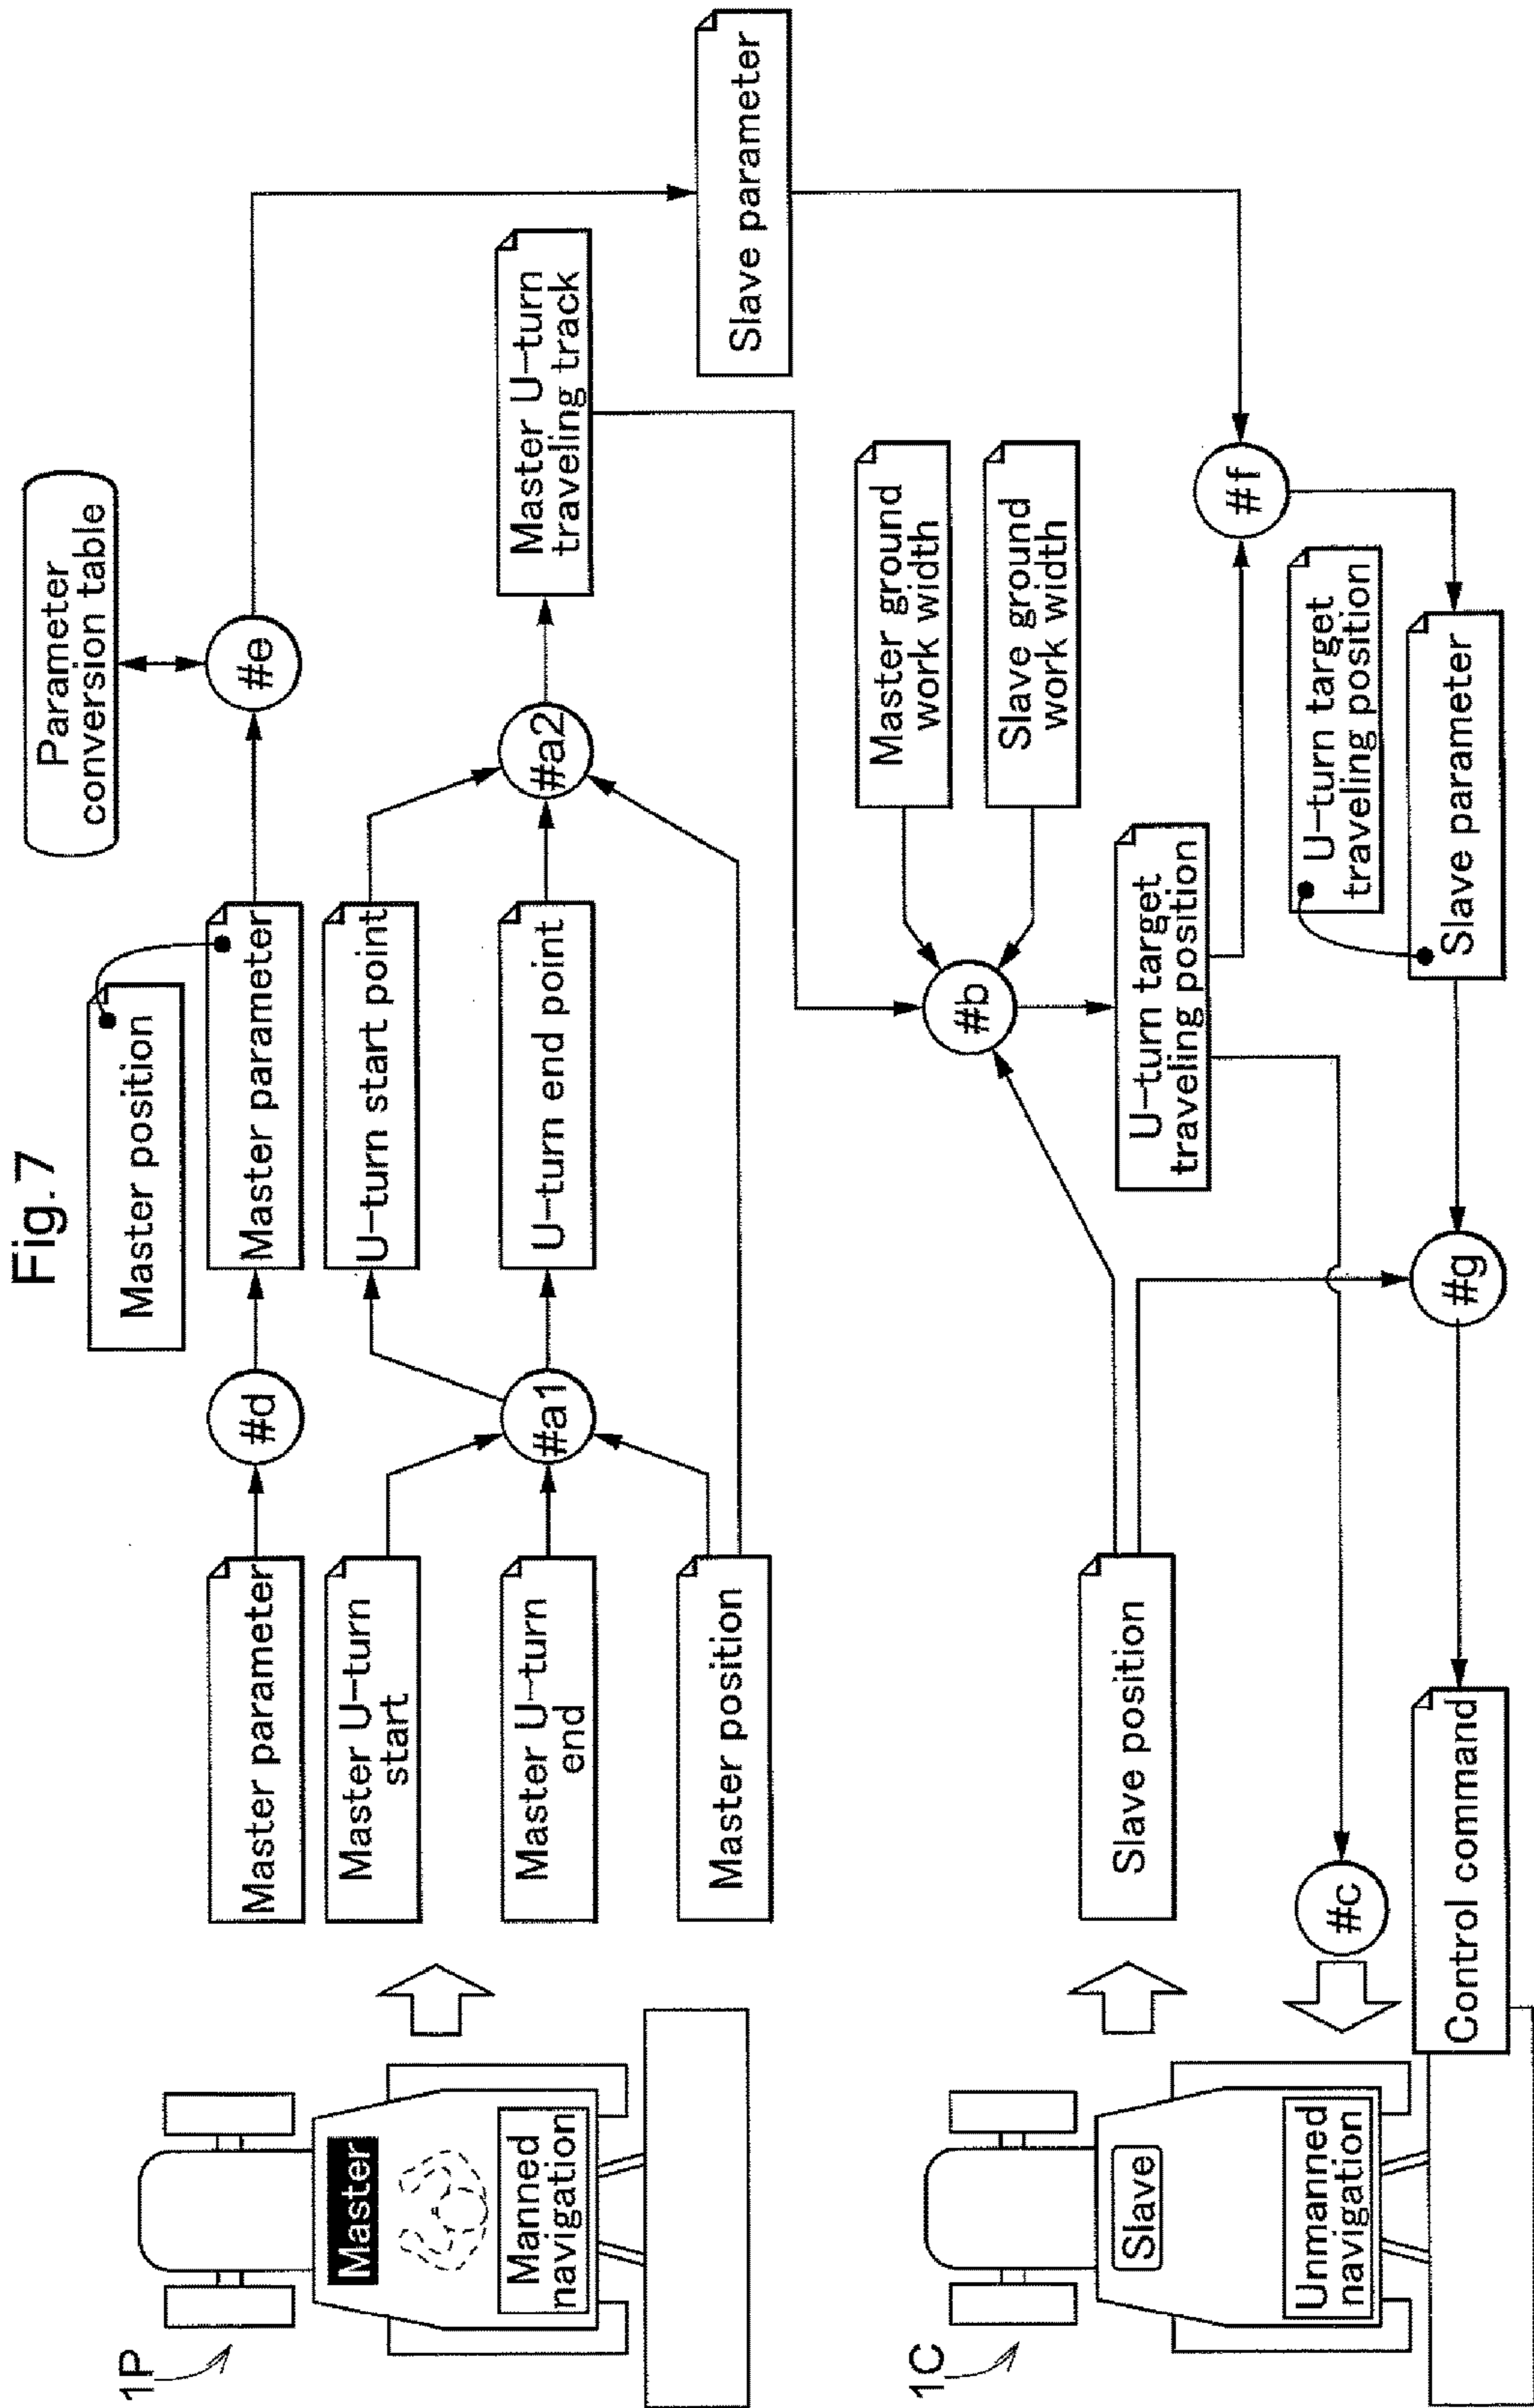 Fig.7
1P
Master
Manned
navigation
Master parameter
Master U-turn
start
Master U-turn
end
Master position
#d
#a1
Master position
Master parameter
U-turn start point
U-turn end point
Parameter
conversion table
#e
#a2
Master U-turn
traveling track
Slave parameter
Master ground
work width
Slave ground
work width
#b
#f
U-turn target
traveling position
U-turn target
traveling position
Slave parameter
#g
1C
Slave
Unmanned
navigation
Slave position
#c
Control command